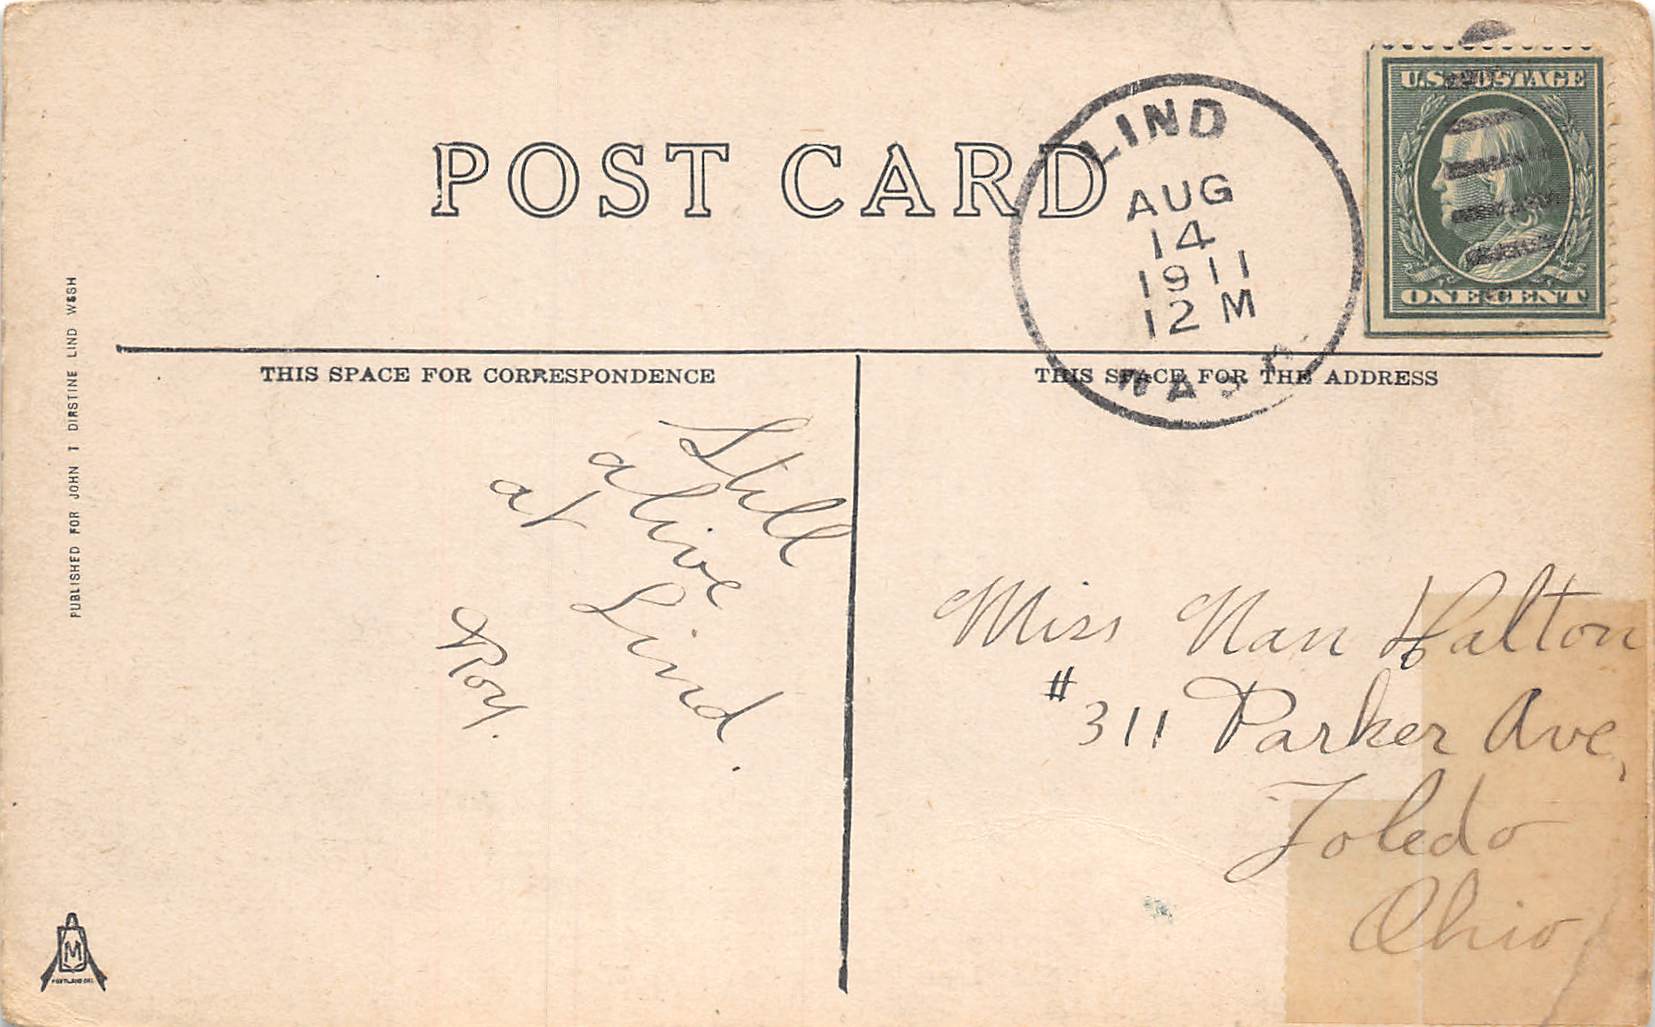 POST CARD
LIND
AUG
14
1911
12 M
WASH.
U.S. POSTAGE
ONE CENT
THIS SPACE FOR CORRESPONDENCE
THIS SPACE FOR THE ADDRESS
PUBLISHED FOR JOHN T DIRSTINE LIND WASH
Still
alive
at Lind.
Roy.
Miss Nan Halton
# 311 Parker Ave,
Toledo
Ohio
M
PORTLAND ORE.